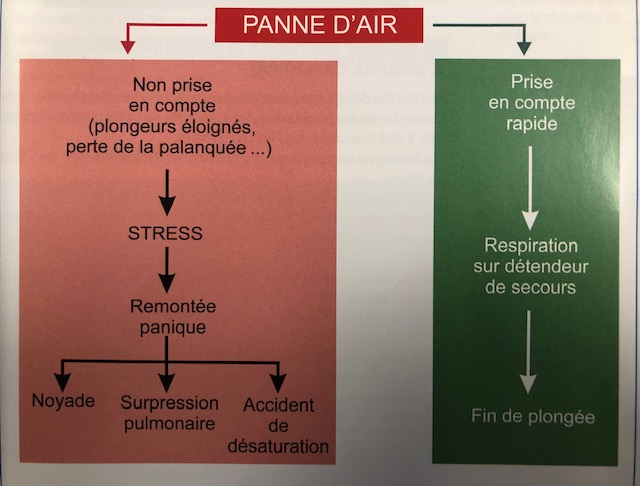 PANNE D'AIR
Non prise
en compte
(plongeurs éloignés,
perte de la palanquée ...)
STRESS
Remontée
panique
Noyade
Surpression
pulmonaire
Accident
de
désaturation
Prise
en compte
rapide
Respiration
sur détendeur
de secours
Fin de plongée